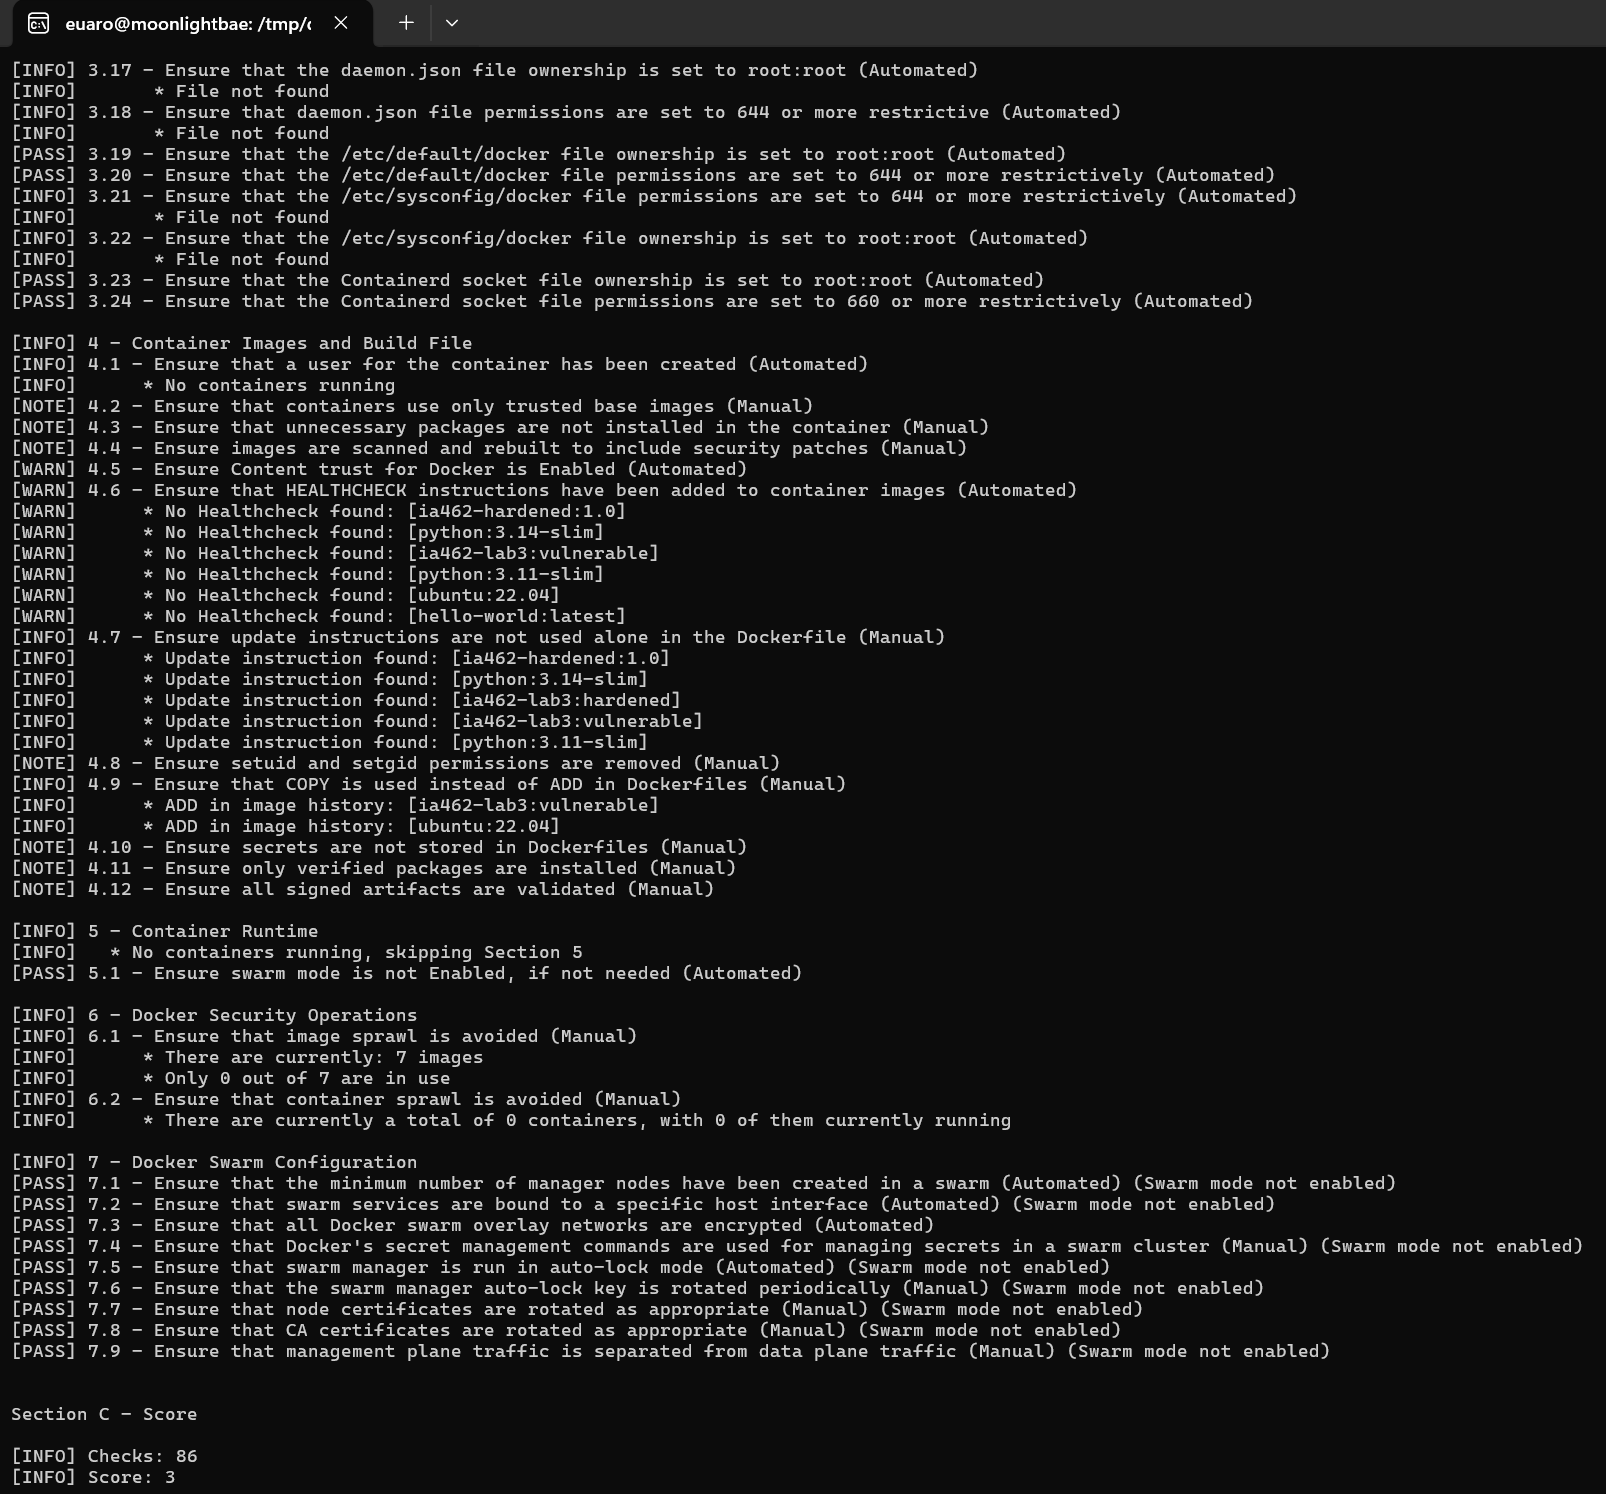 euaro@moonlightbae: /tmp/
[INFO] 3.17 - Ensure that the daemon.json file ownership is set to root:root (Automated)
[INFO]       * File not found
[INFO] 3.18 - Ensure that daemon.json file permissions are set to 644 or more restrictive (Automated)
[INFO]       * File not found
[PASS] 3.19 - Ensure that the /etc/default/docker file ownership is set to root:root (Automated)
[PASS] 3.20 - Ensure that the /etc/default/docker file permissions are set to 644 or more restrictively (Automated)
[INFO] 3.21 - Ensure that the /etc/sysconfig/docker file permissions are set to 644 or more restrictively (Automated)
[INFO]       * File not found
[INFO] 3.22 - Ensure that the /etc/sysconfig/docker file ownership is set to root:root (Automated)
[INFO]       * File not found
[PASS] 3.23 - Ensure that the Containerd socket file ownership is set to root:root (Automated)
[PASS] 3.24 - Ensure that the Containerd socket file permissions are set to 660 or more restrictively (Automated)

[INFO] 4 - Container Images and Build File
[INFO] 4.1 - Ensure that a user for the container has been created (Automated)
[INFO]      * No containers running
[NOTE] 4.2 - Ensure that containers use only trusted base images (Manual)
[NOTE] 4.3 - Ensure that unnecessary packages are not installed in the container (Manual)
[NOTE] 4.4 - Ensure images are scanned and rebuilt to include security patches (Manual)
[WARN] 4.5 - Ensure Content trust for Docker is Enabled (Automated)
[WARN] 4.6 - Ensure that HEALTHCHECK instructions have been added to container images (Automated)
[WARN]      * No Healthcheck found: [ia462-hardened:1.0]
[WARN]      * No Healthcheck found: [python:3.14-slim]
[WARN]      * No Healthcheck found: [ia462-lab3:vulnerable]
[WARN]      * No Healthcheck found: [python:3.11-slim]
[WARN]      * No Healthcheck found: [ubuntu:22.04]
[WARN]      * No Healthcheck found: [hello-world:latest]
[INFO] 4.7 - Ensure update instructions are not used alone in the Dockerfile (Manual)
[INFO]      * Update instruction found: [ia462-hardened:1.0]
[INFO]      * Update instruction found: [python:3.14-slim]
[INFO]      * Update instruction found: [ia462-lab3:hardened]
[INFO]      * Update instruction found: [ia462-lab3:vulnerable]
[INFO]      * Update instruction found: [python:3.11-slim]
[NOTE] 4.8 - Ensure setuid and setgid permissions are removed (Manual)
[INFO] 4.9 - Ensure that COPY is used instead of ADD in Dockerfiles (Manual)
[INFO]      * ADD in image history: [ia462-lab3:vulnerable]
[INFO]      * ADD in image history: [ubuntu:22.04]
[NOTE] 4.10 - Ensure secrets are not stored in Dockerfiles (Manual)
[NOTE] 4.11 - Ensure only verified packages are installed (Manual)
[NOTE] 4.12 - Ensure all signed artifacts are validated (Manual)

[INFO] 5 - Container Runtime
[INFO]   * No containers running, skipping Section 5
[PASS] 5.1 - Ensure swarm mode is not Enabled, if not needed (Automated)

[INFO] 6 - Docker Security Operations
[INFO] 6.1 - Ensure that image sprawl is avoided (Manual)
[INFO]      * There are currently: 7 images
[INFO]      * Only 0 out of 7 are in use
[INFO] 6.2 - Ensure that container sprawl is avoided (Manual)
[INFO]      * There are currently a total of 0 containers, with 0 of them currently running

[INFO] 7 - Docker Swarm Configuration
[PASS] 7.1 - Ensure that the minimum number of manager nodes have been created in a swarm (Automated) (Swarm mode not enabled)
[PASS] 7.2 - Ensure that swarm services are bound to a specific host interface (Automated) (Swarm mode not enabled)
[PASS] 7.3 - Ensure that all Docker swarm overlay networks are encrypted (Automated)
[PASS] 7.4 - Ensure that Docker's secret management commands are used for managing secrets in a swarm cluster (Manual) (Swarm mode not enabled)
[PASS] 7.5 - Ensure that swarm manager is run in auto-lock mode (Automated) (Swarm mode not enabled)
[PASS] 7.6 - Ensure that the swarm manager auto-lock key is rotated periodically (Manual) (Swarm mode not enabled)
[PASS] 7.7 - Ensure that node certificates are rotated as appropriate (Manual) (Swarm mode not enabled)
[PASS] 7.8 - Ensure that CA certificates are rotated as appropriate (Manual) (Swarm mode not enabled)
[PASS] 7.9 - Ensure that management plane traffic is separated from data plane traffic (Manual) (Swarm mode not enabled)

Section C - Score

[INFO] Checks: 86
[INFO] Score: 3